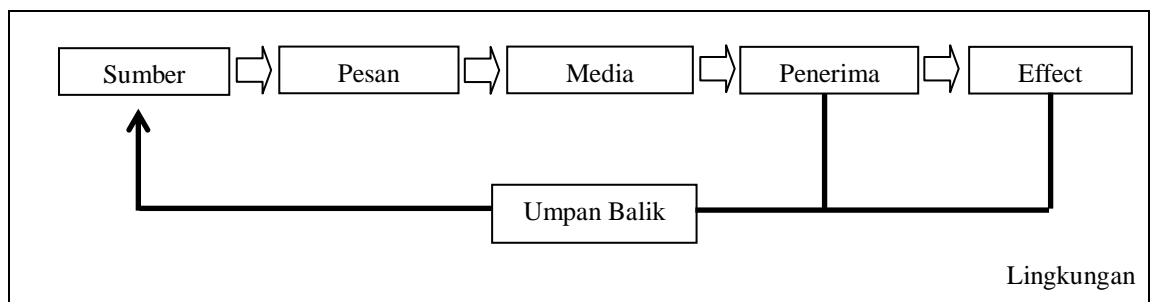 Sumber
Pesan
Media
Penerima
Effect
Umpan Balik
Lingkungan